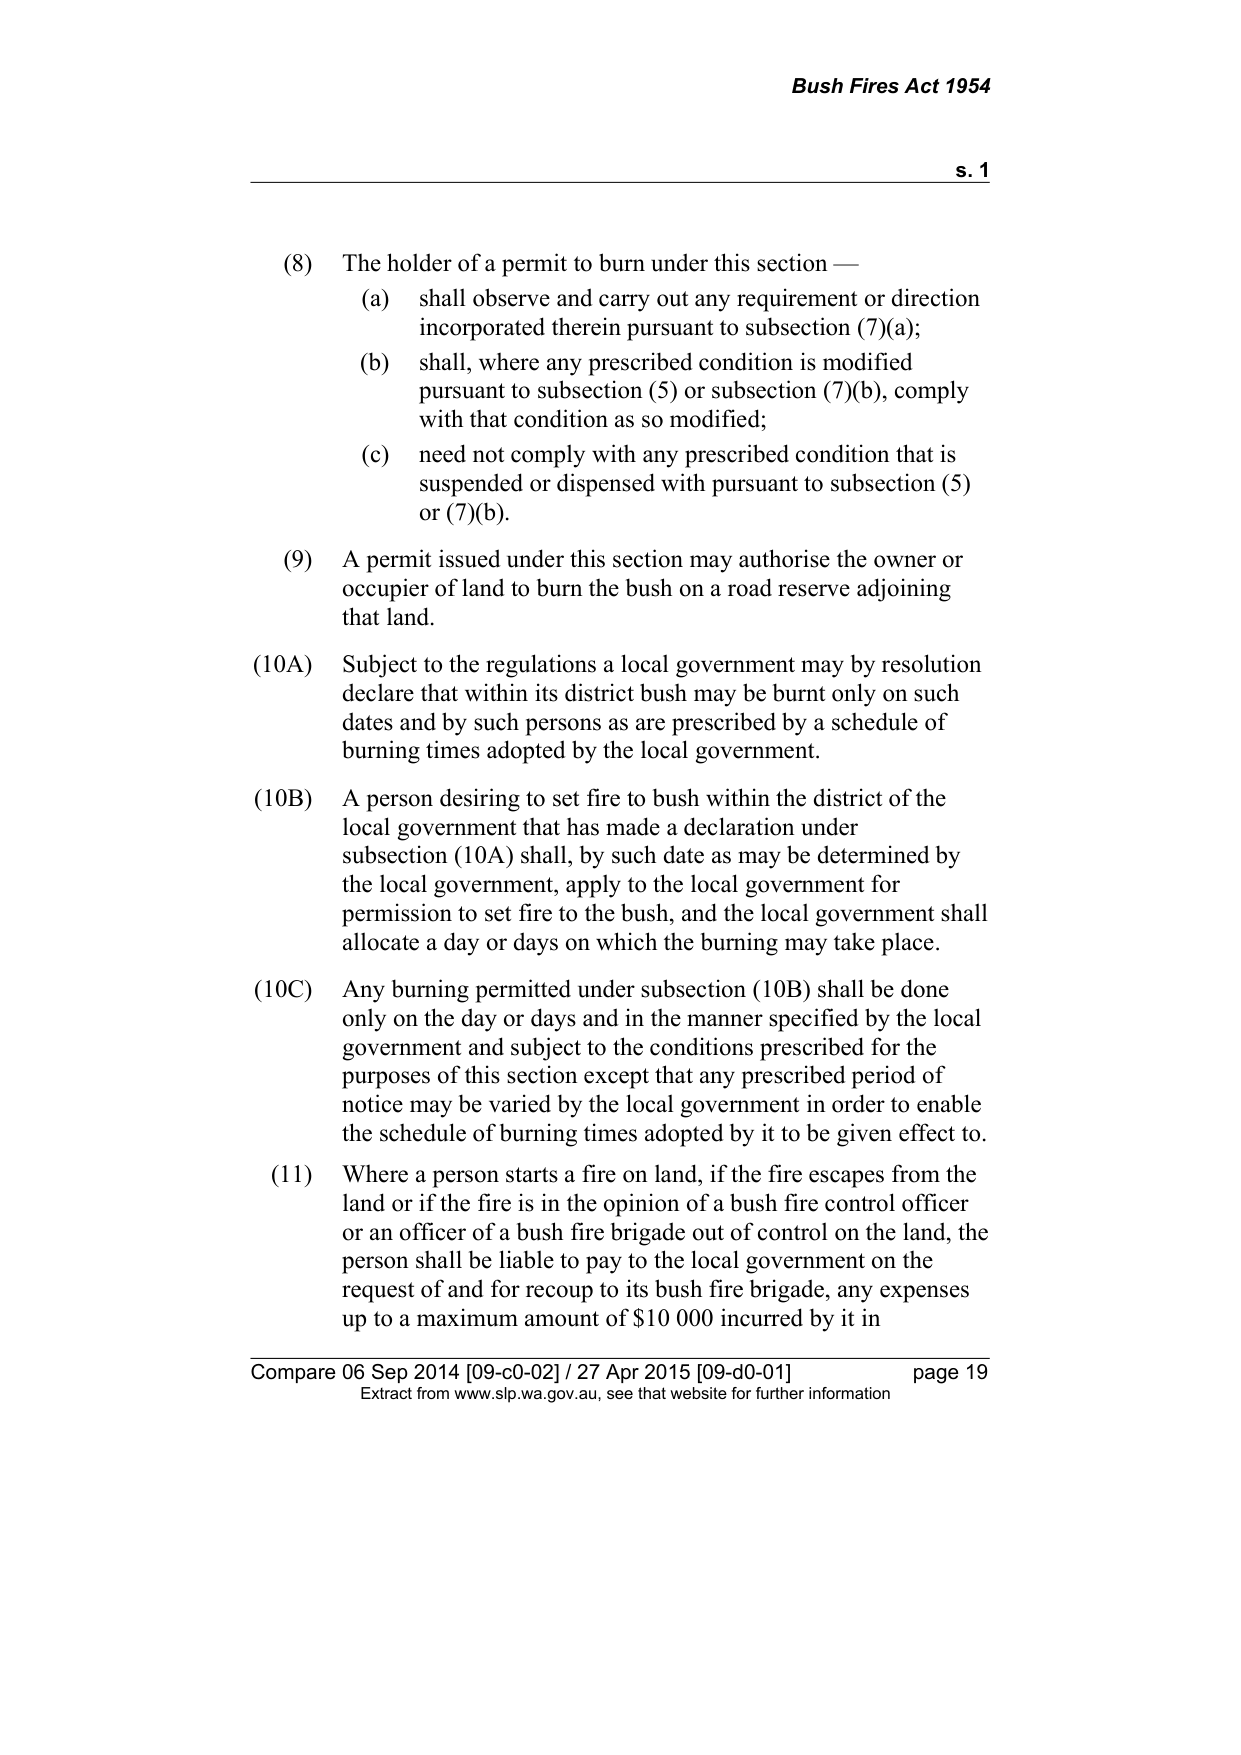 Bush Fires Act 1954
s. 1
(8) The holder of a permit to burn under this section —
(a) shall observe and carry out any requirement or direction
incorporated therein pursuant to subsection (7)(a);
(b) shall, where any prescribed condition is modified
pursuant to subsection (5) or subsection (7)(b), comply
with that condition as so modified;
(c) need not comply with any prescribed condition that is
suspended or dispensed with pursuant to subsection (5)
or (7)(b).
(9) A permit issued under this section may authorise the owner or
occupier of land to burn the bush on a road reserve adjoining
that land.
(10A) Subject to the regulations a local government may by resolution
declare that within its district bush may be burnt only on such
dates and by such persons as are prescribed by a schedule of
burning times adopted by the local government.
(10B) A person desiring to set fire to bush within the district of the
local government that has made a declaration under
subsection (10A) shall, by such date as may be determined by
the local government, apply to the local government for
permission to set fire to the bush, and the local government shall
allocate a day or days on which the burning may take place.
(10C) Any burning permitted under subsection (10B) shall be done
only on the day or days and in the manner specified by the local
government and subject to the conditions prescribed for the
purposes of this section except that any prescribed period of
notice may be varied by the local government in order to enable
the schedule of burning times adopted by it to be given effect to.
(11) Where a person starts a fire on land, if the fire escapes from the
land or if the fire is in the opinion of a bush fire control officer
or an officer of a bush fire brigade out of control on the land, the
person shall be liable to pay to the local government on the
request of and for recoup to its bush fire brigade, any expenses
up to a maximum amount of $10 000 incurred by it in
Compare 06 Sep 2014 [09-c0-02] / 27 Apr 2015 [09-d0-01] page 19
Extract from www.slp.wa.gov.au, see that website for further information